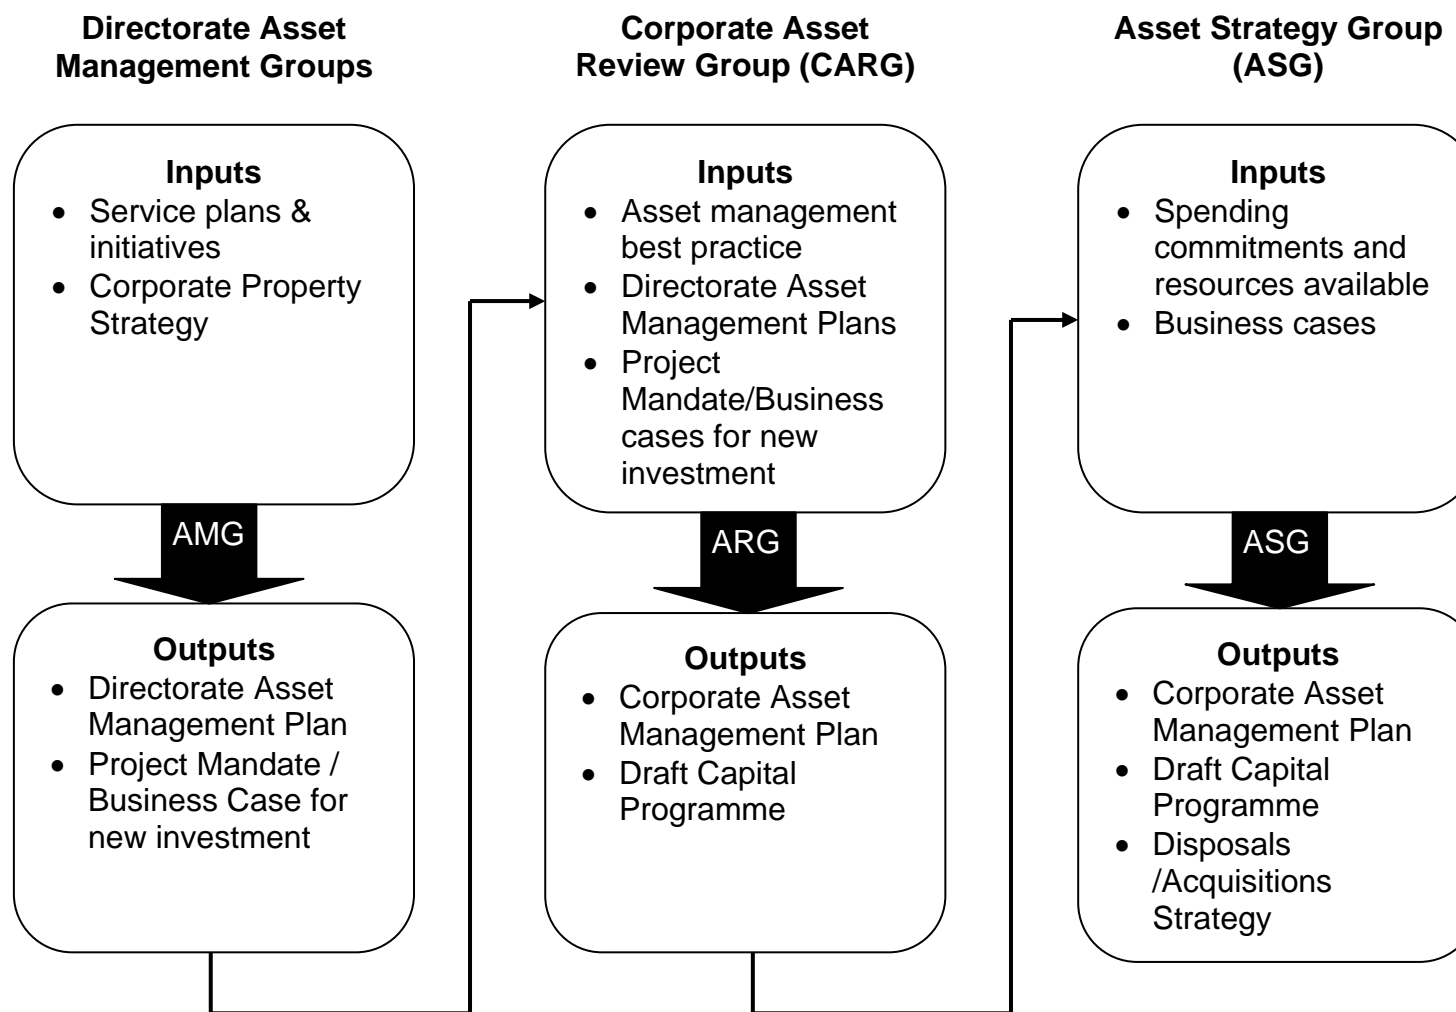 Directorate Asset
Management Groups
Inputs
• Service plans &
initiatives
• Corporate Property
Strategy
AMG
Outputs
• Directorate Asset
Management Plan
• Project Mandate /
Business Case for
new investment
Corporate Asset
Review Group (CARG)
Inputs
• Asset management
best practice
• Directorate Asset
Management Plans
• Project
Mandate/Business
cases for new
investment
ARG
Outputs
• Corporate Asset
Management Plan
• Draft Capital
Programme
Asset Strategy Group
(ASG)
Inputs
• Spending
commitments and
resources available
• Business cases
ASG
Outputs
• Corporate Asset
Management Plan
• Draft Capital
Programme
• Disposals
/Acquisitions
Strategy